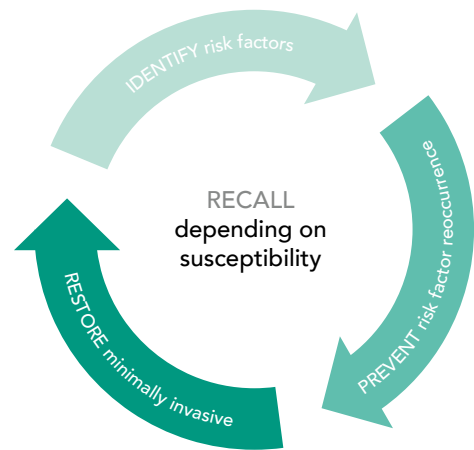 IDENTIFY risk factors
PREVENT risk factor reoccurrence
RESTORE minimally invasive
RECALL
depending on
susceptibility